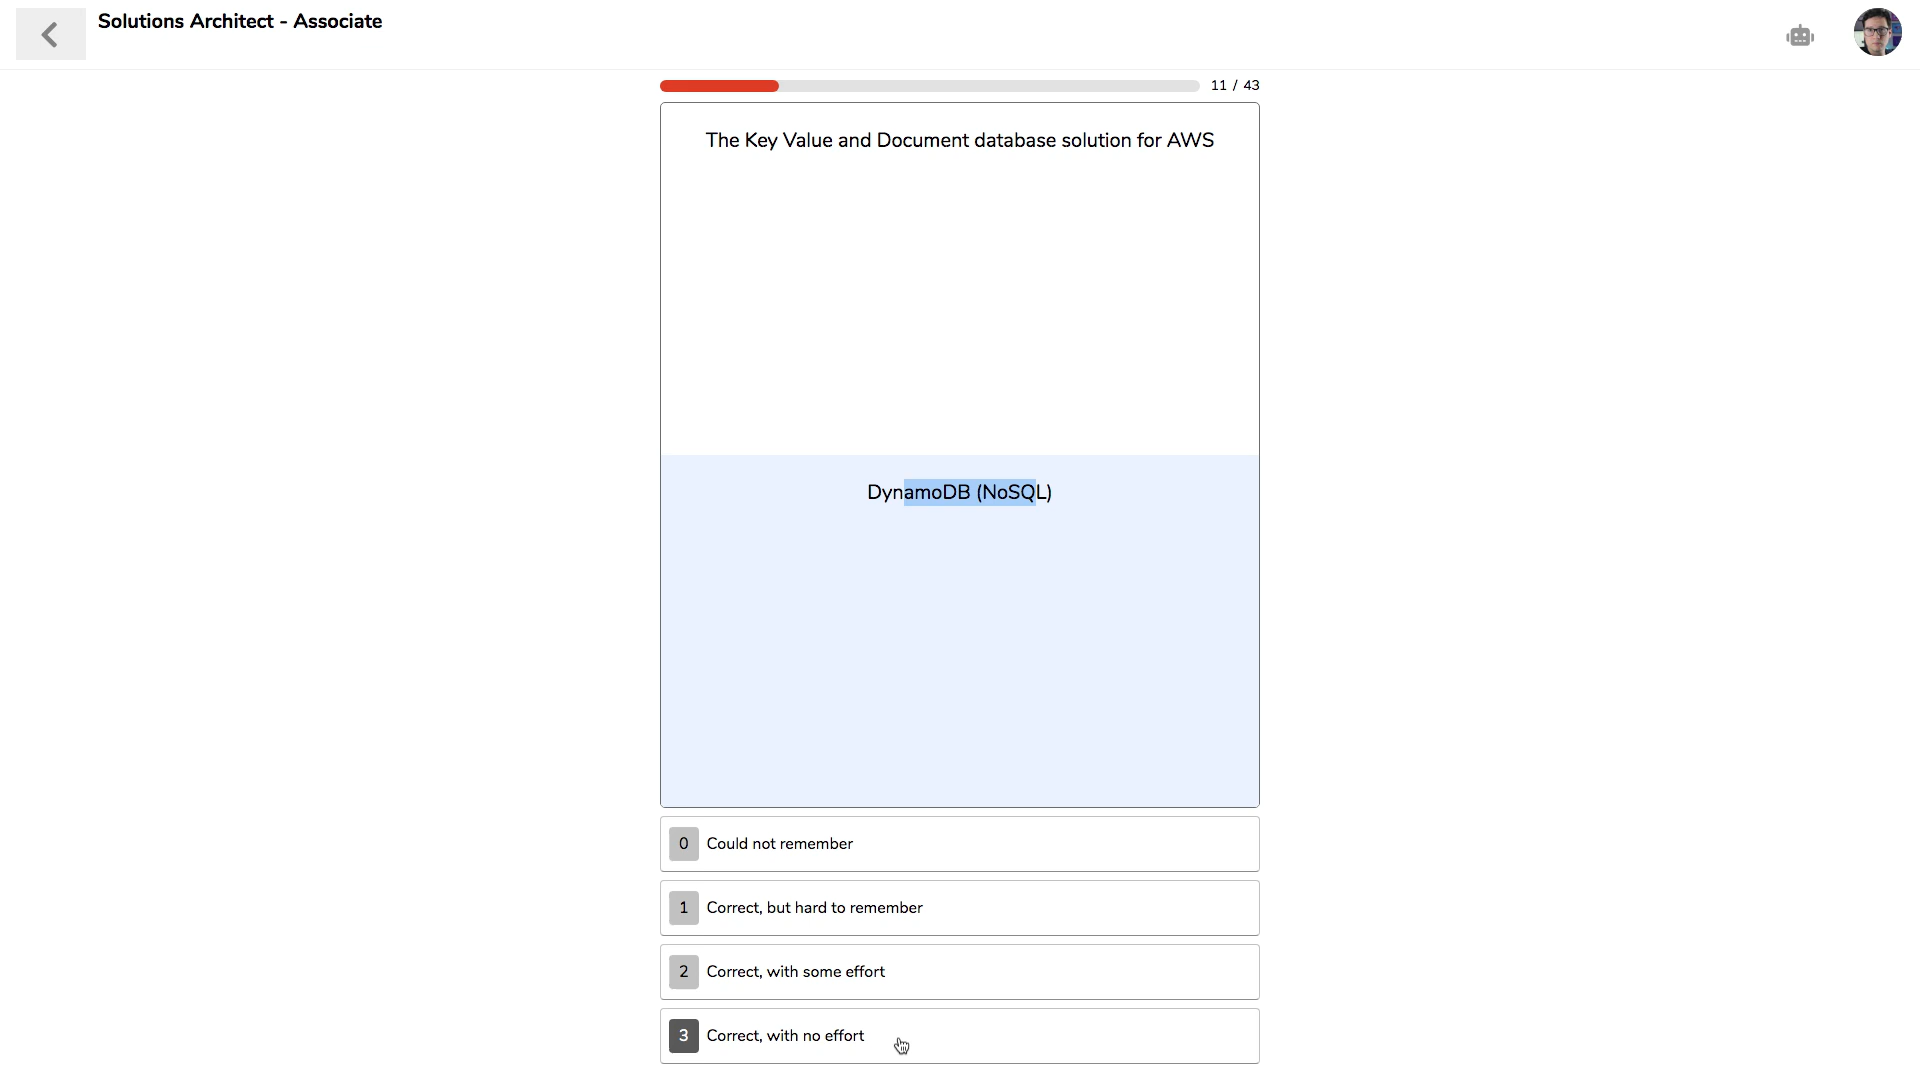 Solutions Architect - Associate
11 / 43
The Key Value and Document database solution for AWS
DynamoDB (NoSQL)
0 Could not remember
1 Correct, but hard to remember
2 Correct, with some effort
3 Correct, with no effort